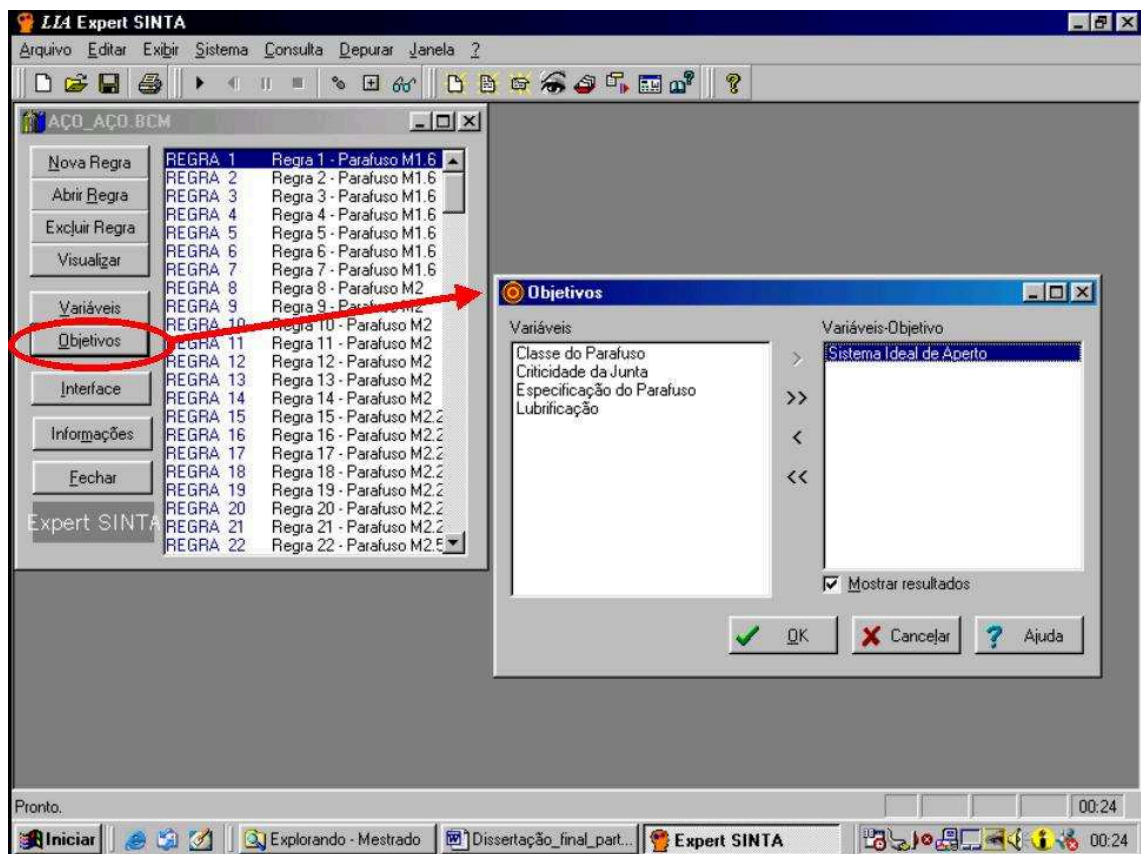 LIA Expert SINTA
Arquivo Editar Exibir Sistema Consulta Depurar Janela ?
AÇO_AÇO.BCM
Nova Regra
Abrir Regra
Excluir Regra
Visualizar
Variáveis
Objetivos
Interface
Informações
Fechar
Expert SINTA
REGRA 1 Regra 1 - Parafuso M1.6
REGRA 2 Regra 2 - Parafuso M1.6
REGRA 3 Regra 3 - Parafuso M1.6
REGRA 4 Regra 4 - Parafuso M1.6
REGRA 5 Regra 5 - Parafuso M1.6
REGRA 6 Regra 6 - Parafuso M1.6
REGRA 7 Regra 7 - Parafuso M1.6
REGRA 8 Regra 8 - Parafuso M2
REGRA 9 Regra 9 - Parafuso M2
REGRA 10 Regra 10 - Parafuso M2
REGRA 11 Regra 11 - Parafuso M2
REGRA 12 Regra 12 - Parafuso M2
REGRA 13 Regra 13 - Parafuso M2
REGRA 14 Regra 14 - Parafuso M2
REGRA 15 Regra 15 - Parafuso M2.2
REGRA 16 Regra 16 - Parafuso M2.2
REGRA 17 Regra 17 - Parafuso M2.2
REGRA 18 Regra 18 - Parafuso M2.2
REGRA 19 Regra 19 - Parafuso M2.2
REGRA 20 Regra 20 - Parafuso M2.2
REGRA 21 Regra 21 - Parafuso M2.2
REGRA 22 Regra 22 - Parafuso M2.5
Objetivos
Variáveis
Classe do Parafuso
Criticidade da Junta
Especificação do Parafuso
Lubrificação
>
>>
<
<<
Variáveis-Objetivo
Sistema Ideal de Aperto
Mostrar resultados
OK Cancelar Ajuda
Pronto. 00:24
Iniciar Explorando - Mestrado Dissertação_final_part... Expert SINTA 00:24